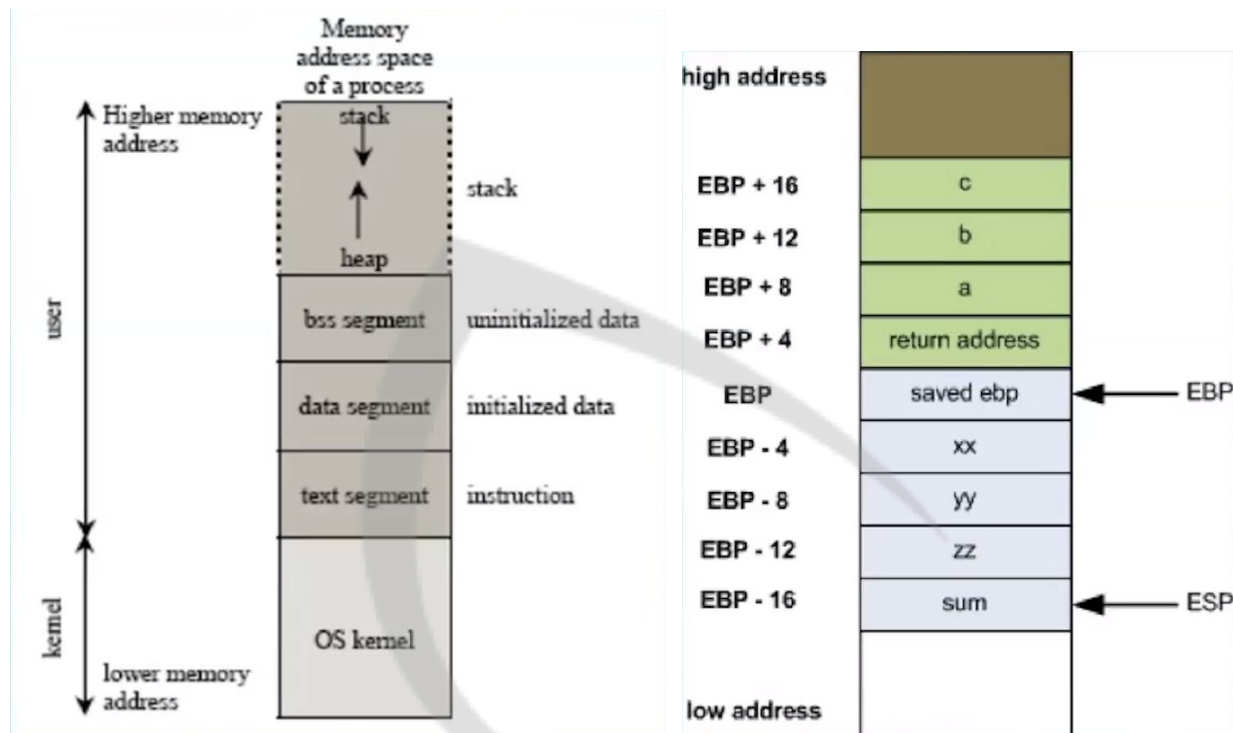 Memory
address space
of a process
Higher memory
address
stack
stack
heap
user
bss segment
uninitialized data
data segment
initialized data
text segment
instruction
kernel
OS kernel
lower memory
address
high address
EBP + 16
c
EBP + 12
b
EBP + 8
a
EBP + 4
return address
EBP
saved ebp
EBP
EBP - 4
xx
EBP - 8
yy
EBP - 12
zz
EBP - 16
sum
ESP
low address